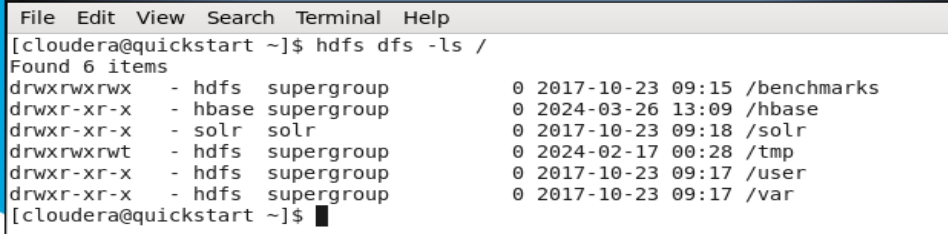 File Edit View Search Terminal Help
[cloudera@quickstart ~]$ hdfs dfs -ls /
Found 6 items
drwxrwxrwx   - hdfs  supergroup          0 2017-10-23 09:15 /benchmarks
drwxr-xr-x   - hbase supergroup          0 2024-03-26 13:09 /hbase
drwxr-xr-x   - solr  solr                0 2017-10-23 09:18 /solr
drwxrwxrwt   - hdfs  supergroup          0 2024-02-17 00:28 /tmp
drwxr-xr-x   - hdfs  supergroup          0 2017-10-23 09:17 /user
drwxr-xr-x   - hdfs  supergroup          0 2017-10-23 09:17 /var
[cloudera@quickstart ~]$